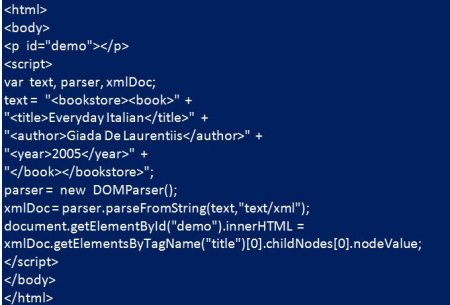 <html>
<body>
<p id="demo"></p>
<script>
var text, parser, xmlDoc;
text = "<bookstore><book>" +
"<title>Everyday Italian</title>" +
"<author>Giada De Laurentiis</author>" +
"<year>2005</year>" +
"</book></bookstore>";
parser = new DOMParser();
xmlDoc = parser.parseFromString(text,"text/xml");
document.getElementById("demo").innerHTML =
xmlDoc.getElementsByTagName("title")[0].childNodes[0].nodeValue;
</script>
</body>
</html>